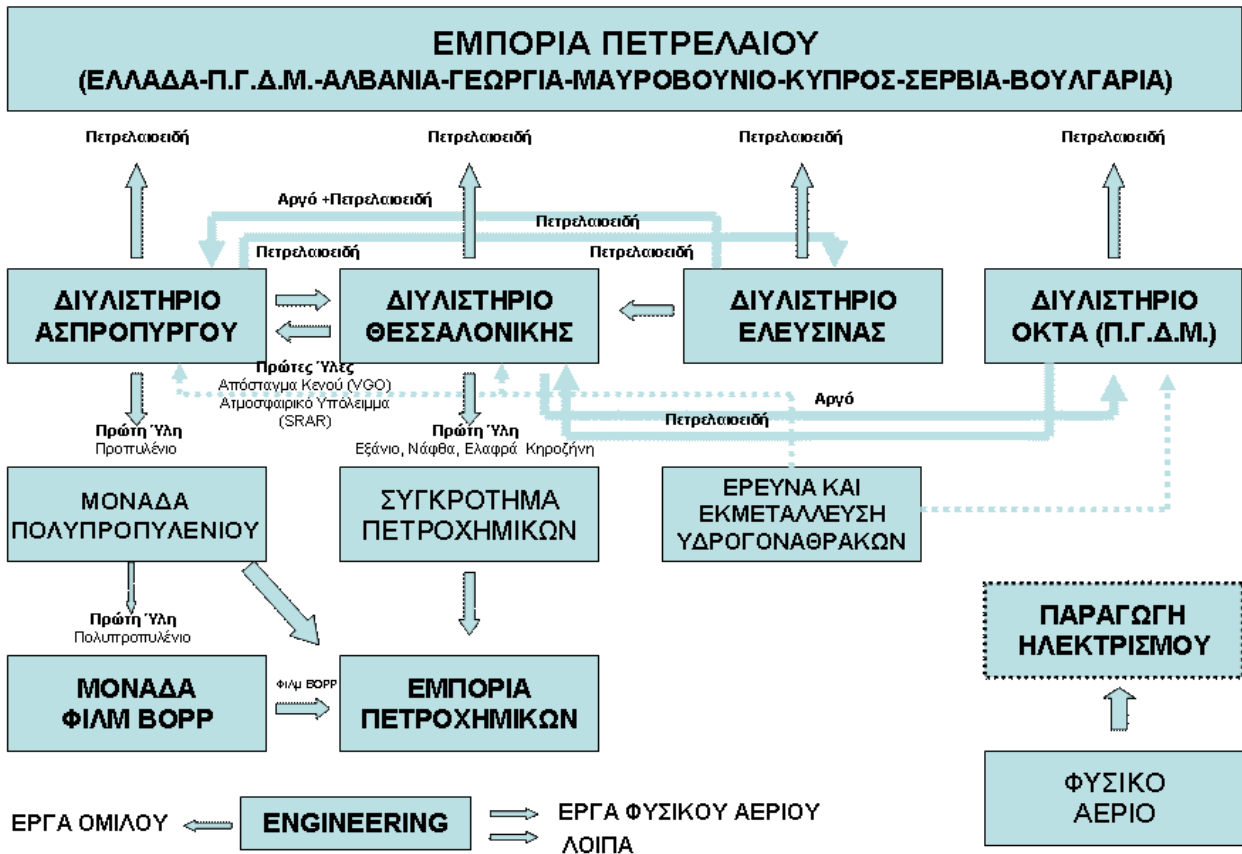 ΕΜΠΟΡΙΑ ΠΕΤΡΕΛΑΙΟΥ
(ΕΛΛΑΔΑ-Π.Γ.Δ.Μ.-ΑΛΒΑΝΙΑ-ΓΕΩΡΓΙΑ-ΜΑΥΡΟΒΟΥΝΙΟ-ΚΥΠΡΟΣ-ΣΕΡΒΙΑ-ΒΟΥΛΓΑΡΙΑ)
Πετρελαιοειδή
Πετρελαιοειδή
Πετρελαιοειδή
Πετρελαιοειδή
Αργό +Πετρελαιοειδή
Πετρελαιοειδή
Πετρελαιοειδή
Πετρελαιοειδή
ΔΙΥΛΙΣΤΗΡΙΟ
ΑΣΠΡΟΠΥΡΓΟΥ
ΔΙΥΛΙΣΤΗΡΙΟ
ΘΕΣΣΑΛΟΝΙΚΗΣ
ΔΙΥΛΙΣΤΗΡΙΟ
ΕΛΕΥΣΙΝΑΣ
ΔΙΥΛΙΣΤΗΡΙΟ
ΟΚΤΑ (Π.Γ.Δ.Μ.)
Πρώτες Ύλες
Απόσταγμα Κενού (VGO)
Ατμοσφαιρικό Υπόλειμμα
(SRAR)
Αργό
Πετρελαιοειδή
Πρώτη Ύλη
Προπυλένιο
Πρώτη Ύλη
Εξάνιο, Νάφθα, Ελαφρά Κηροζήνη
ΜΟΝΑΔΑ
ΠΟΛΥΠΡΟΠΥΛΕΝΙΟΥ
ΣΥΓΚΡΟΤΗΜΑ
ΠΕΤΡΟΧΗΜΙΚΩΝ
ΕΡΕΥΝΑ ΚΑΙ
ΕΚΜΕΤΑΛΛΕΥΣΗ
ΥΔΡΟΓΟΝΑΘΡΑΚΩΝ
Πρώτη Ύλη
Πολυπροπυλένιο
ΠΑΡΑΓΩΓΗ
ΗΛΕΚΤΡΙΣΜΟΥ
ΜΟΝΑΔΑ
ΦΙΛΜ BOPP
Φιλμ BOPP
ΕΜΠΟΡΙΑ
ΠΕΤΡΟΧΗΜΙΚΩΝ
ΦΥΣΙΚΟ
ΑΕΡΙΟ
ΕΡΓΑ ΟΜΙΛΟΥ
ENGINEERING
ΕΡΓΑ ΦΥΣΙΚΟΥ ΑΕΡΙΟΥ
ΛΟΙΠΑ